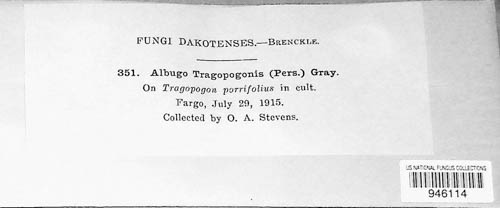 FUNGI DAKOTENSES.—BRENCKLE.
351. Albugo Tragopogonis (Pers.) Gray.
On Tragopogon porrifolius in cult.
Fargo, July 29, 1915.
Collected by O. A. Stevens.
US NATIONAL FUNGUS COLLECTIONS
946114